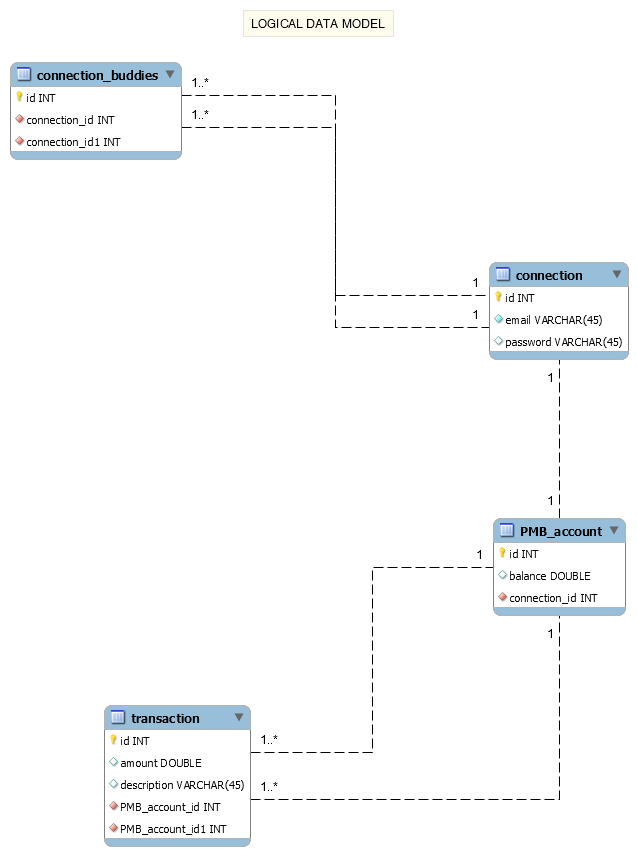 LOGICAL DATA MODEL
connection_buddies
id INT
connection_id INT
connection_id1 INT
1..*
1..*
1
1
connection
id INT
email VARCHAR(45)
password VARCHAR(45)
1
1
PMB_account
id INT
balance DOUBLE
connection_id INT
1
1
transaction
id INT
amount DOUBLE
description VARCHAR(45)
PMB_account_id INT
PMB_account_id1 INT
1..*
1..*